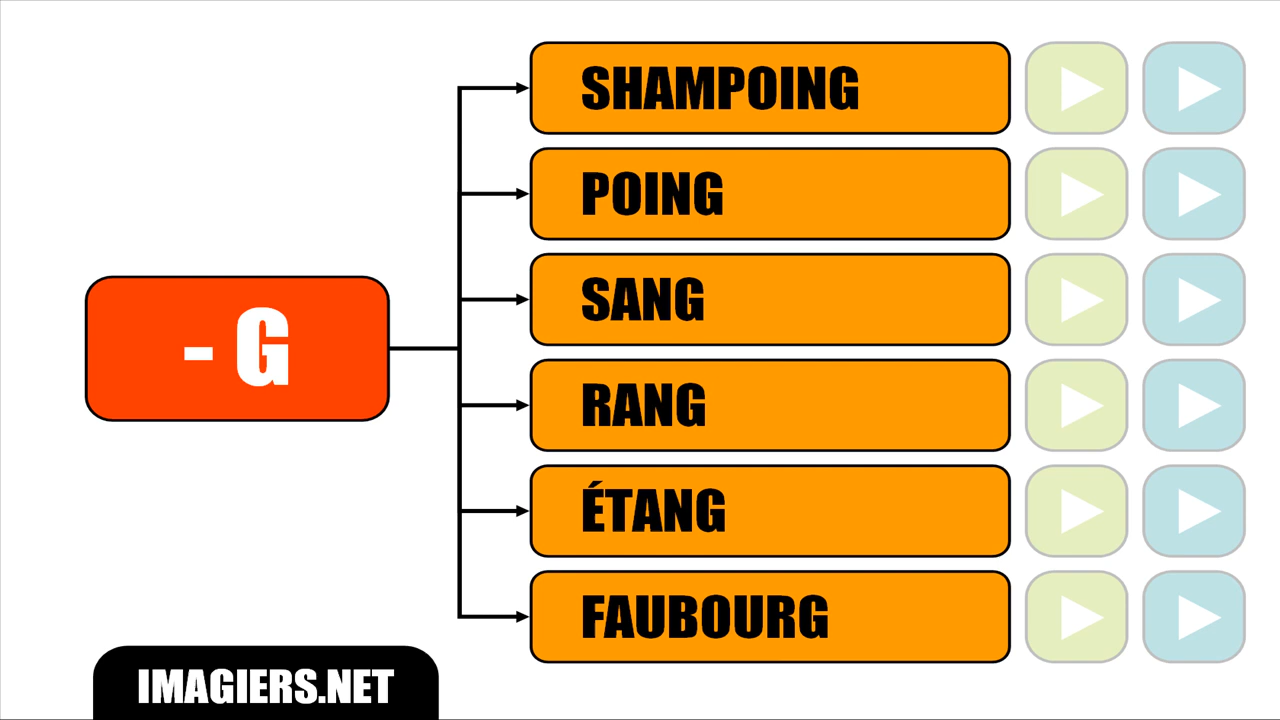 - G
SHAMPOING
POING
SANG
RANG
ÉTANG
FAUBOURG
IMAGIERS.NET